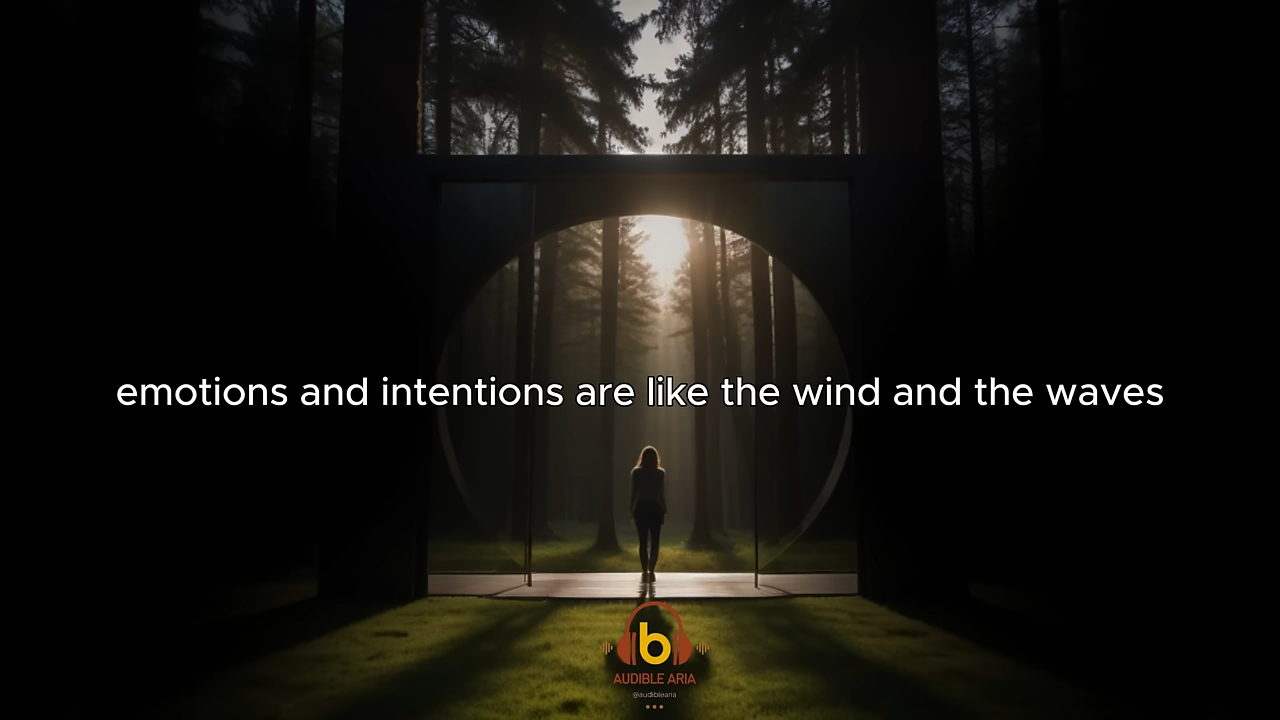 emotions and intentions are like the wind and the waves
b
AUDIBLE ARIA
@audiblearia